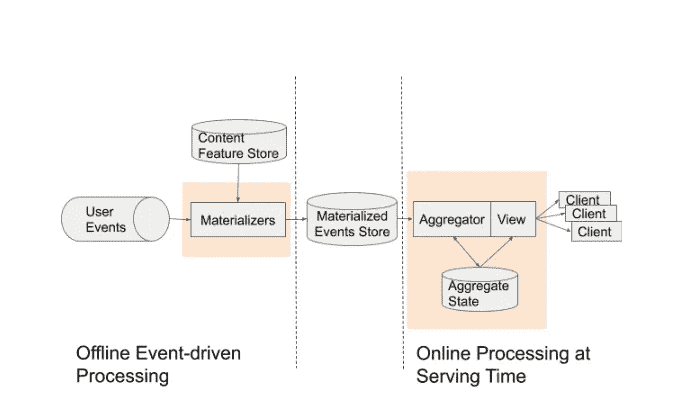 Content
Feature Store
User
Events
Materializers
Materialized
Events Store
Aggregator
View
Client
Client
Client
Aggregate
State
Offline Event-driven
Processing
Online Processing at
Serving Time